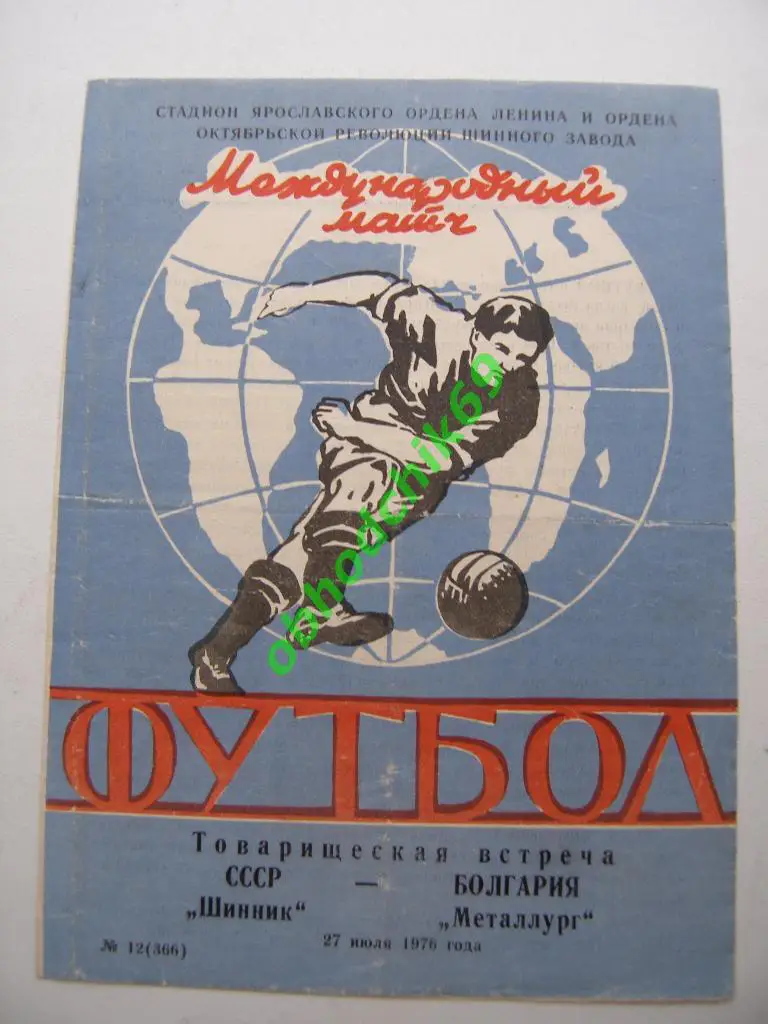 СТАДИОН ЯРОСЛАВСКОГО ОРДЕНА ЛЕНИНА И ОРДЕНА
ОКТЯБРЬСКОЙ РЕВОЛЮЦИИ ШИННОГО ЗАВОДА
Международный
матч
obhodchik69
ФУТБОЛ
Товарищеская встреча
СССР — БОЛГАРИЯ
„Шинник“ „Металлург“
№ 12(366) 27 июля 1976 года